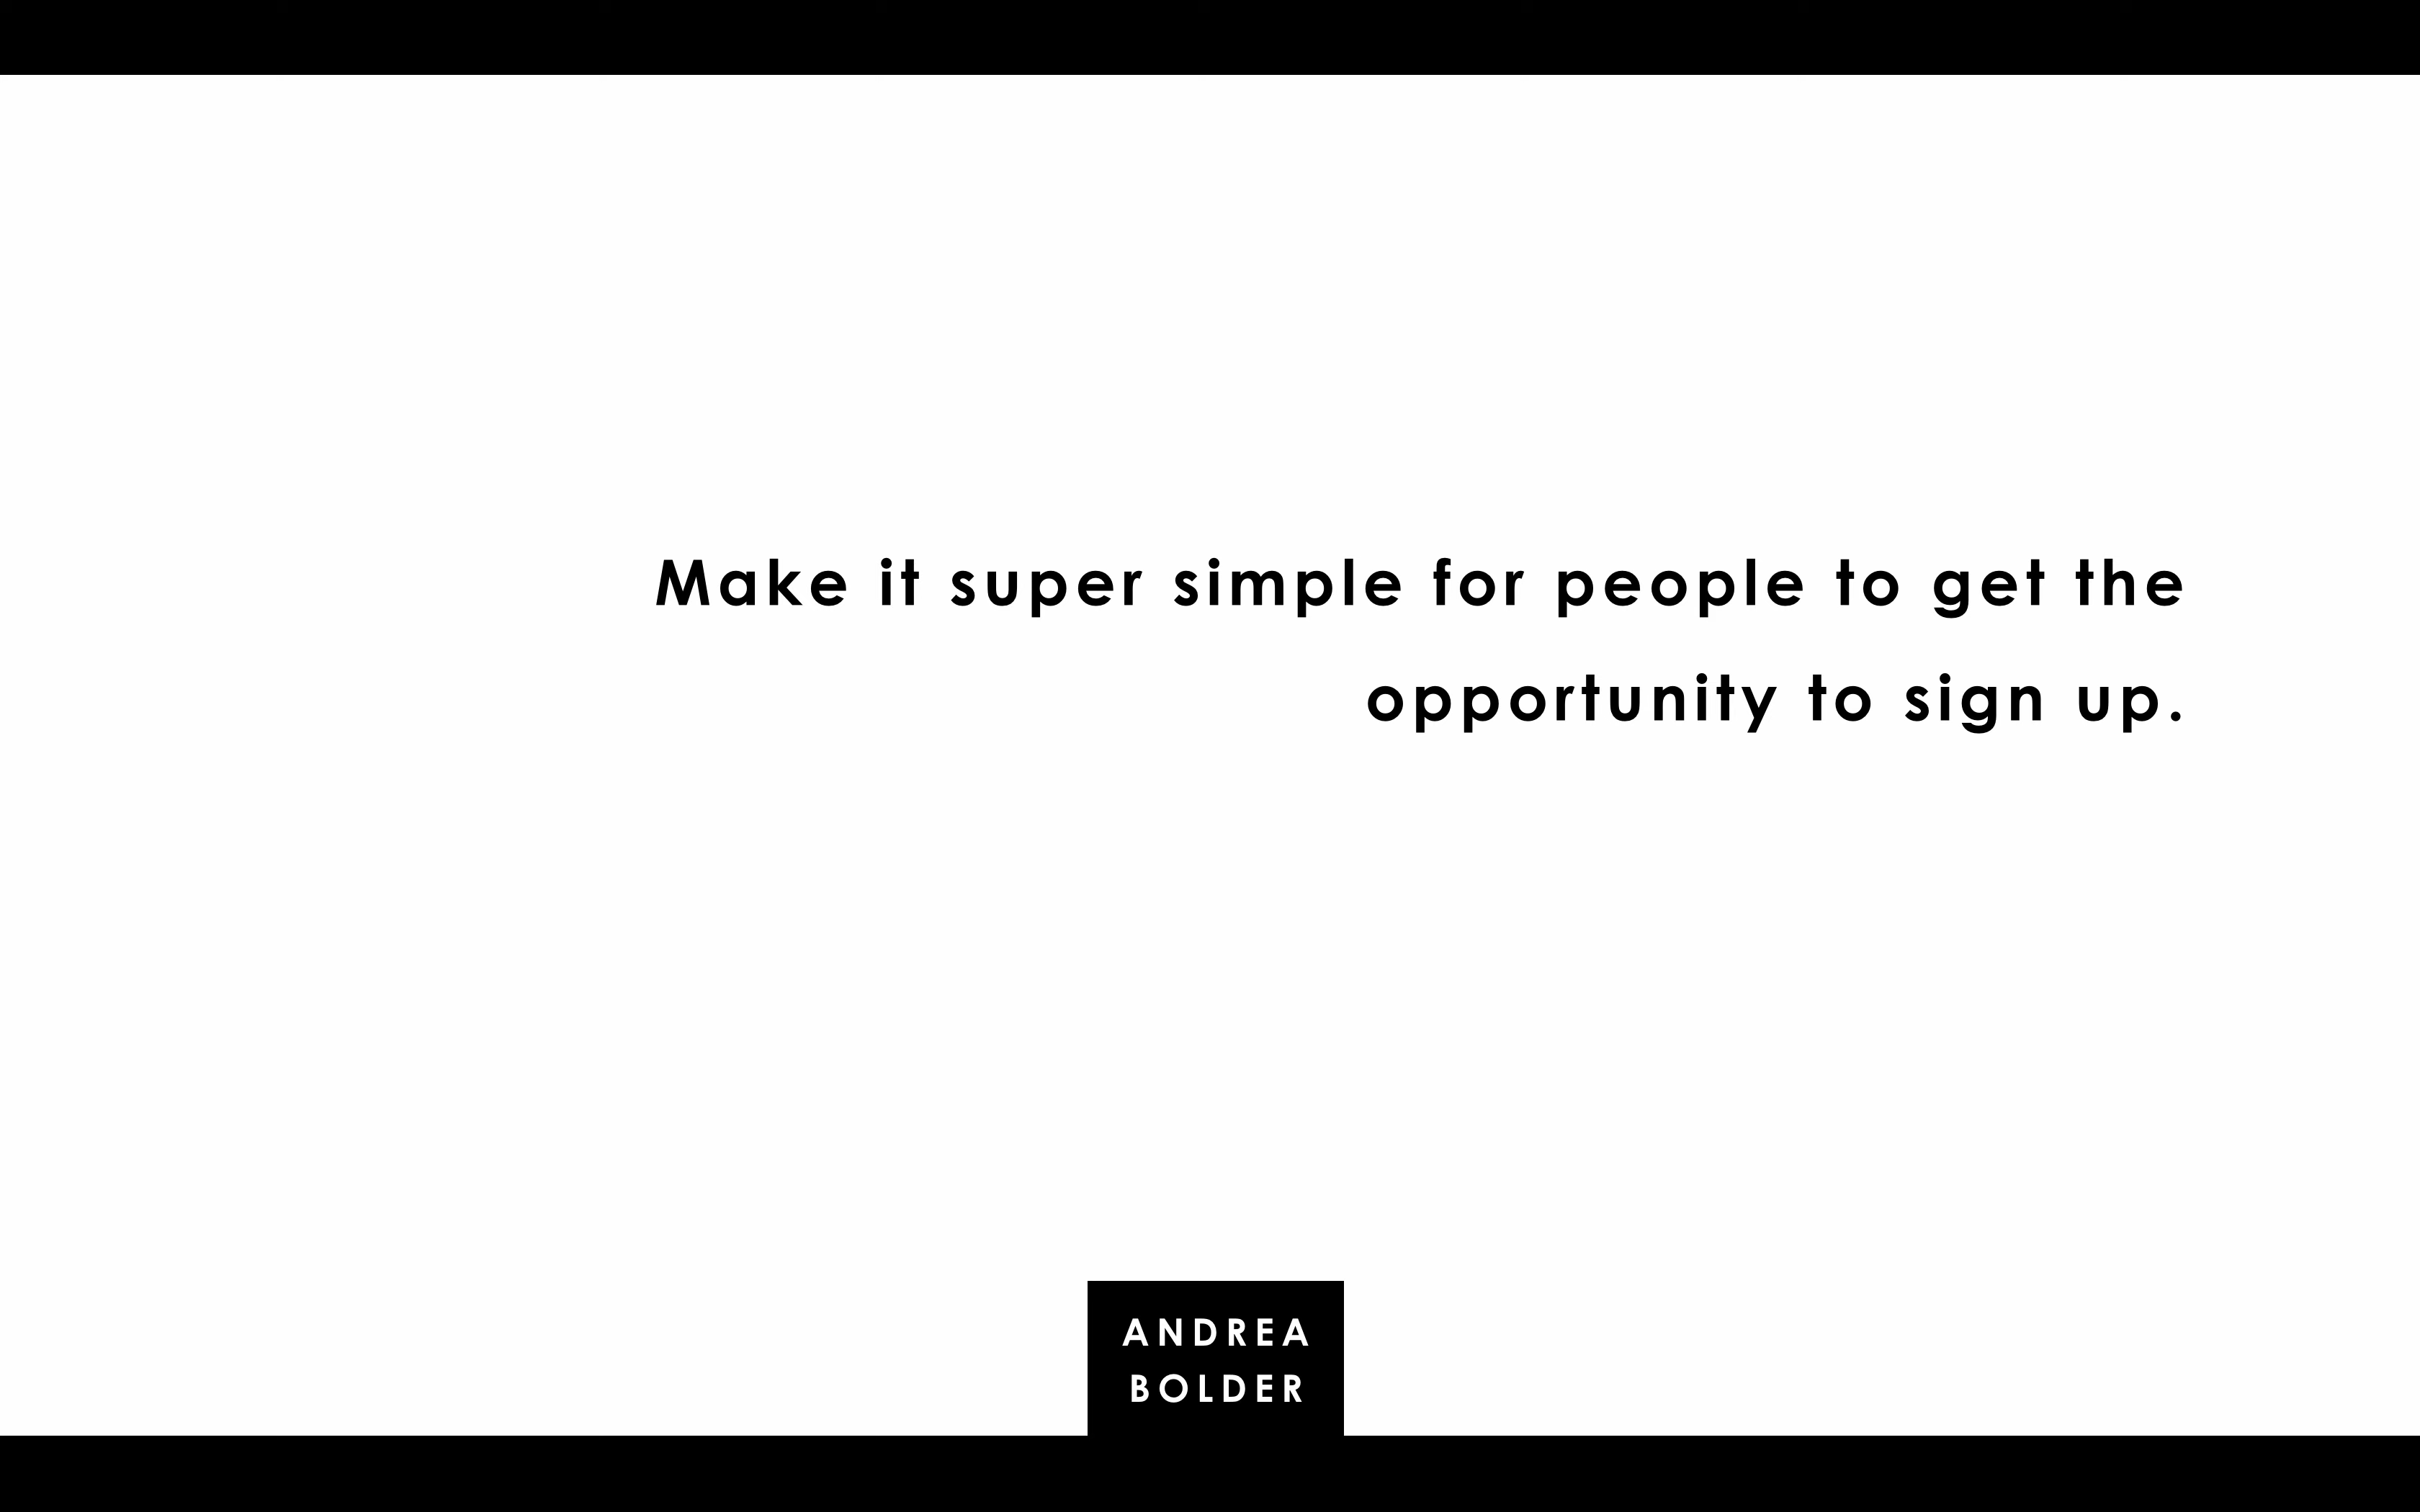 Make it super simple for people to get the
opportunity to sign up.
ANDREA
BOLDER